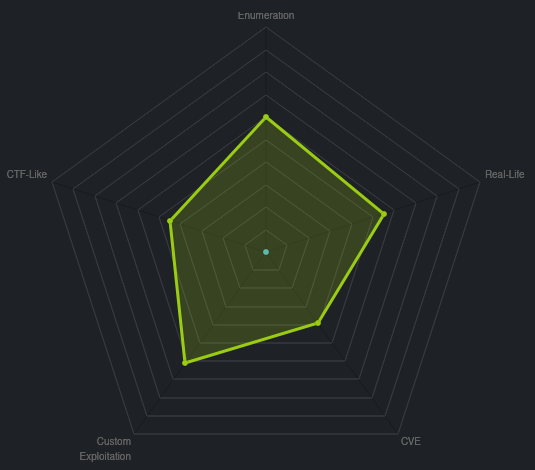 Enumeration
CTF-Like
Real-Life
Custom
Exploitation
CVE